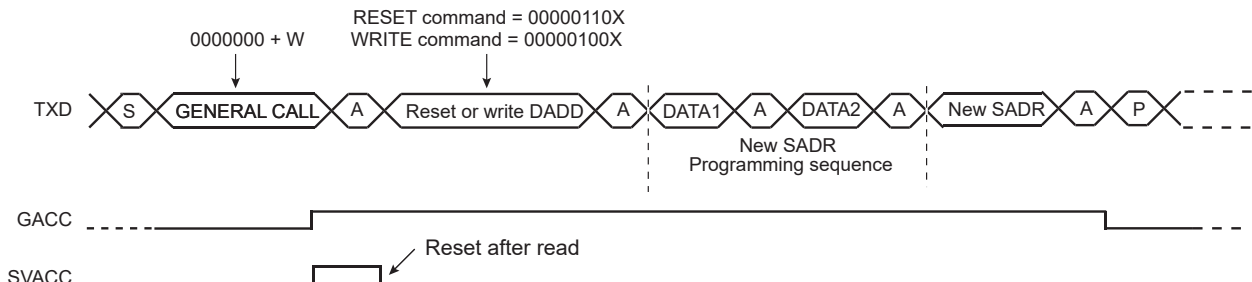 RESET command = 00000110X
0000000 + W
WRITE command = 00000100X
TXD
S
GENERAL CALL
A
Reset or write DADD
A
DATA1
A
DATA2
A
New SADR
A
P
New SADR
Programming sequence
GACC
Reset after read
SVACC